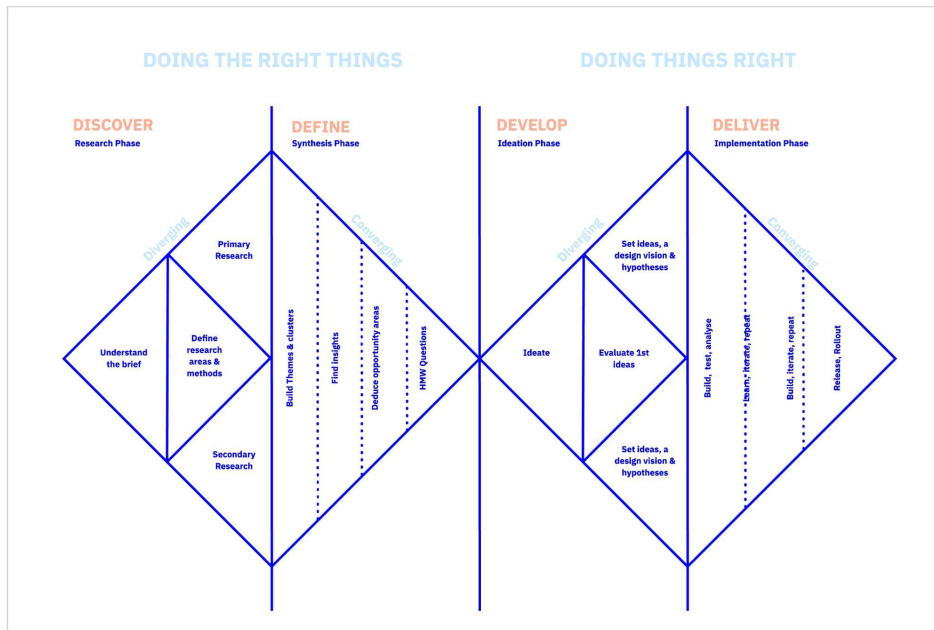 DOING THE RIGHT THINGS
DOING THINGS RIGHT
DISCOVER
Research Phase
DEFINE
Synthesis Phase
DEVELOP
Ideation Phase
DELIVER
Implementation Phase
Diverging
Converging
Diverging
Converging
Understand
the brief
Define
research
areas &
methods
Primary
Research
Secondary
Research
Build Themes & clusters
Find insights
Deduce opportunity areas
HMW Questions
Ideate
Evaluate 1st
ideas
Set ideas, a
design vision &
hypotheses
Set ideas, a
design vision &
hypotheses
Build, test, analyse
Learn, iterate, repeat
Build, iterate, repeat
Release, Rollout